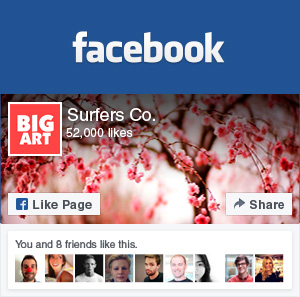 facebook
BIG
ART
Surfers Co.
52,000 likes
Like Page
Share
You and 8 friends like this.